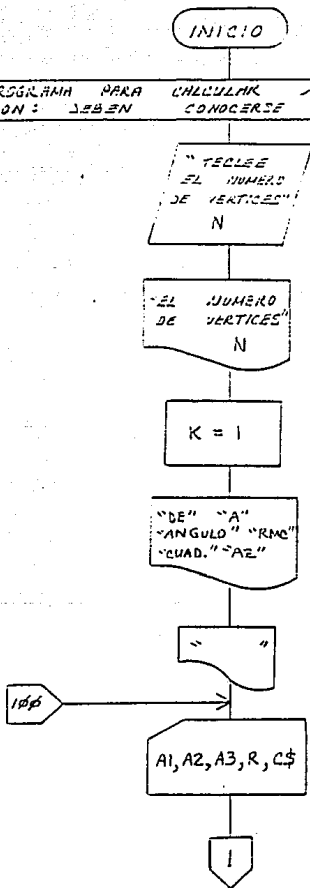 INICIO
PROGRAMA PARA CALCULAR
ON: DEBEN CONOCERSE
" TECLEE
EL NUMERO
DE VERTICES"
N
"EL NUMERO
DE VERTICES"
N
K = 1
"DE" "A"
"ANGULO" "RMC"
"CUAD." "AZ"
" "
100
A1, A2, A3, R, C$
1